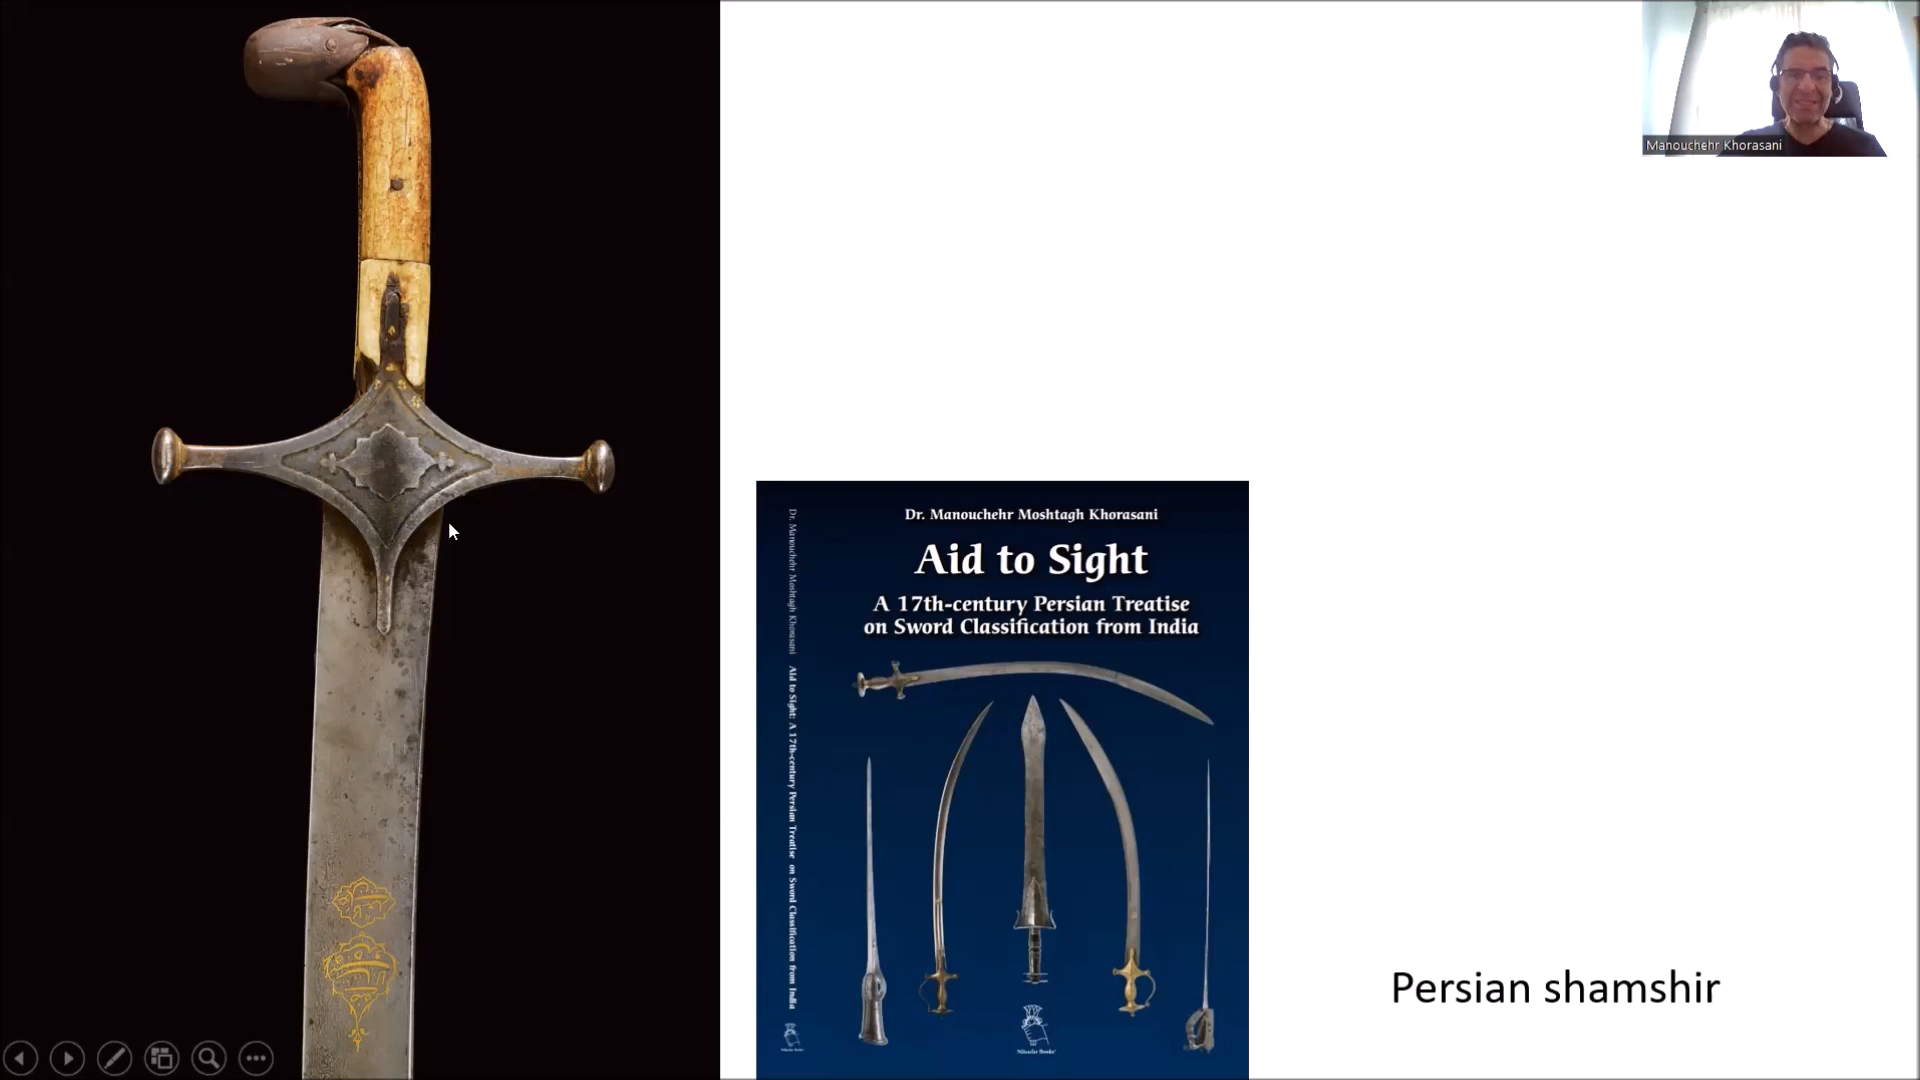 Manouchehr Khorasani
Dr. Manouchehr Moshtagh Khorasani
Aid to Sight
A 17th-century Persian Treatise
on Sword Classification from India
Dr. Manouchehr Moshtagh Khorasani Aid to Sight: A 17th-century Persian Treatise on Sword Classification from India
Persian shamshir